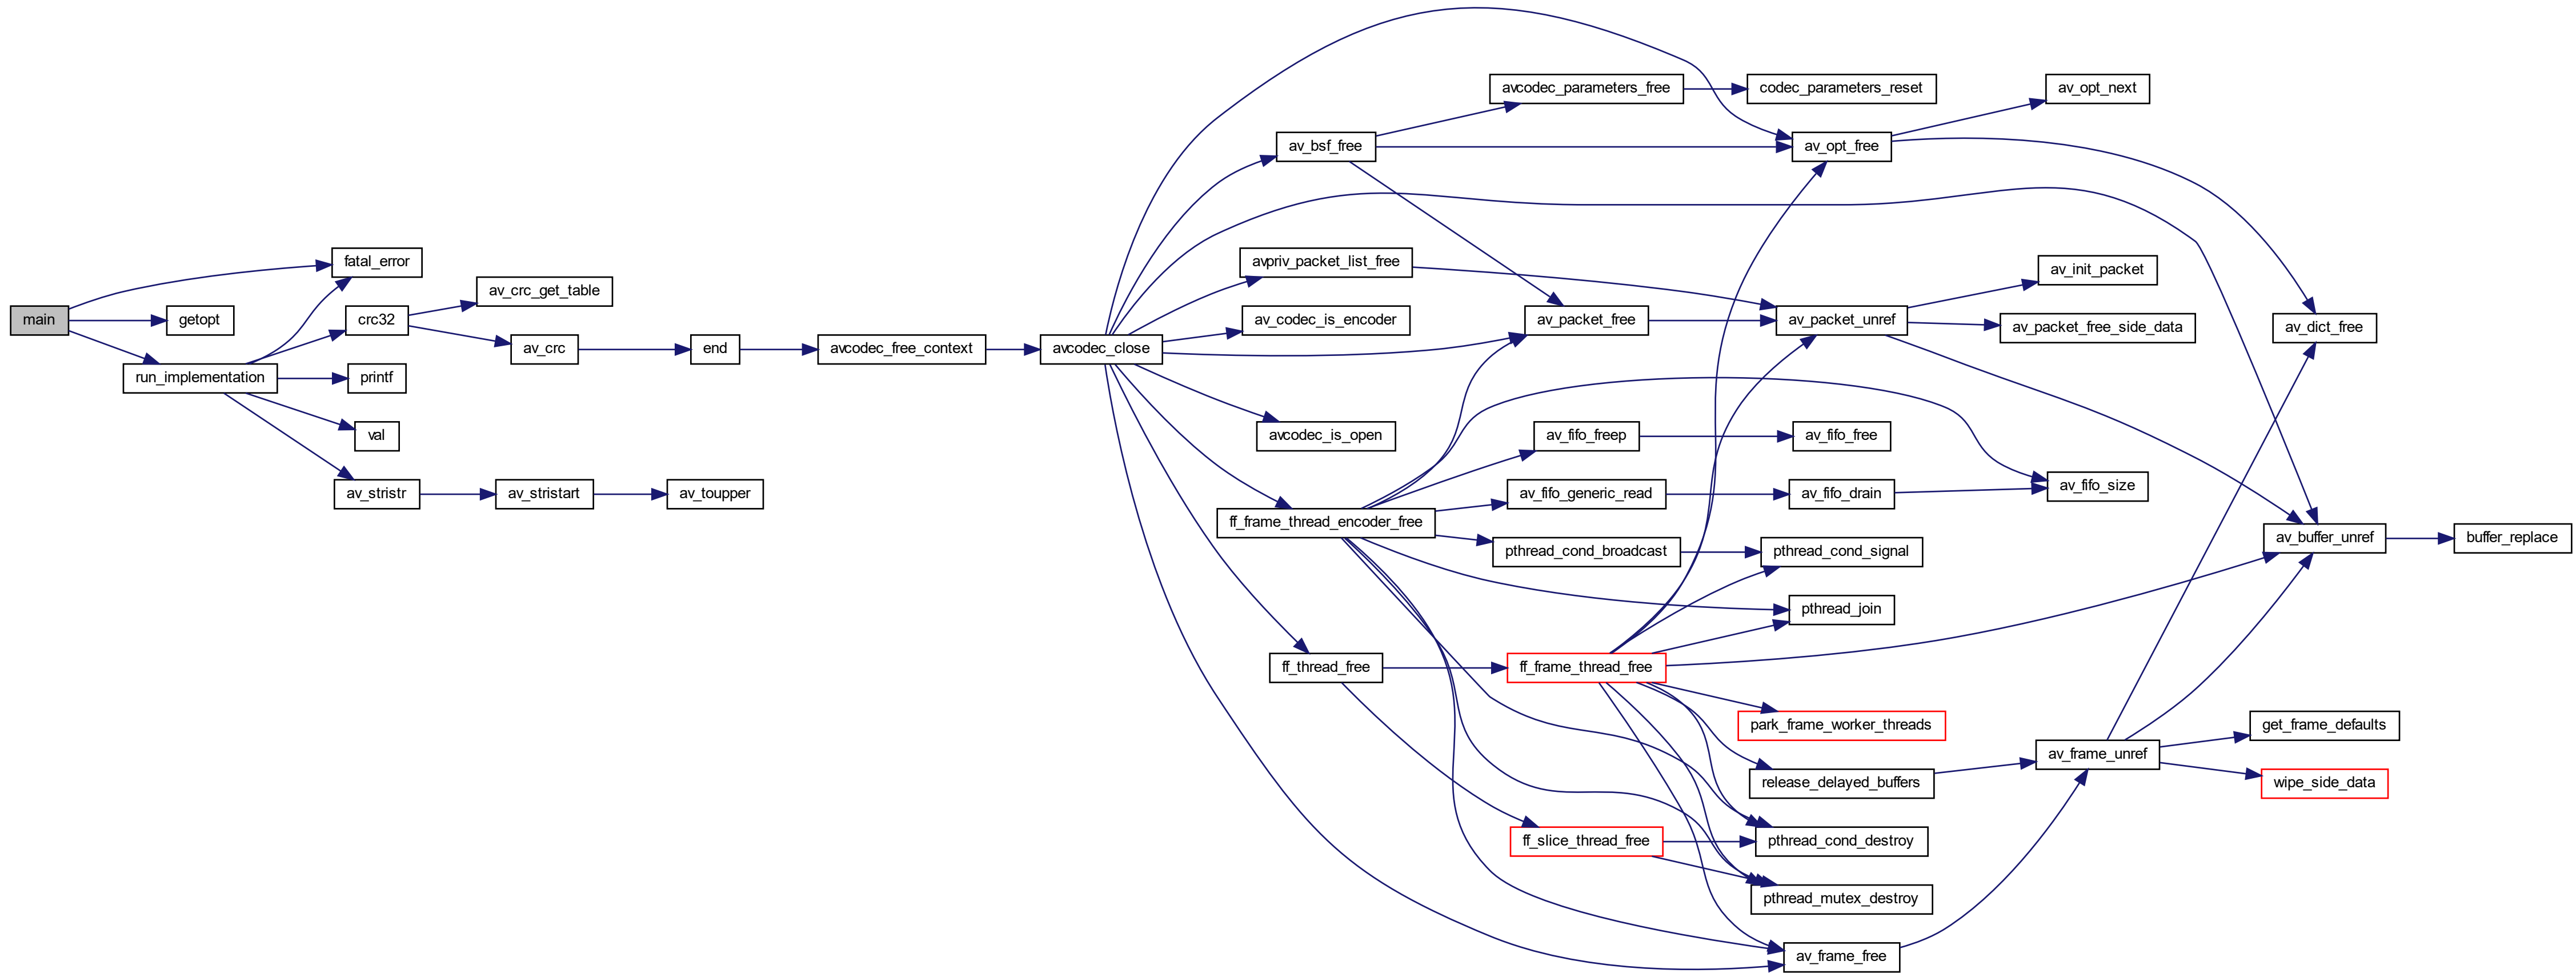 main
fatal_error
getopt
run_implementation
crc32
printf
val
av_stristr
av_crc_get_table
av_crc
av_stristart
av_toupper
end
avcodec_free_context
avcodec_close
av_bsf_free
avpriv_packet_list_free
av_codec_is_encoder
avcodec_is_open
ff_frame_thread_encoder_free
ff_thread_free
avcodec_parameters_free
av_packet_free
av_fifo_freep
av_fifo_generic_read
pthread_cond_broadcast
ff_frame_thread_free
ff_slice_thread_free
codec_parameters_reset
av_opt_free
av_packet_unref
av_fifo_free
av_fifo_drain
pthread_cond_signal
pthread_join
park_frame_worker_threads
release_delayed_buffers
pthread_cond_destroy
pthread_mutex_destroy
av_frame_free
av_opt_next
av_init_packet
av_packet_free_side_data
av_fifo_size
av_frame_unref
av_dict_free
av_buffer_unref
get_frame_defaults
wipe_side_data
buffer_replace